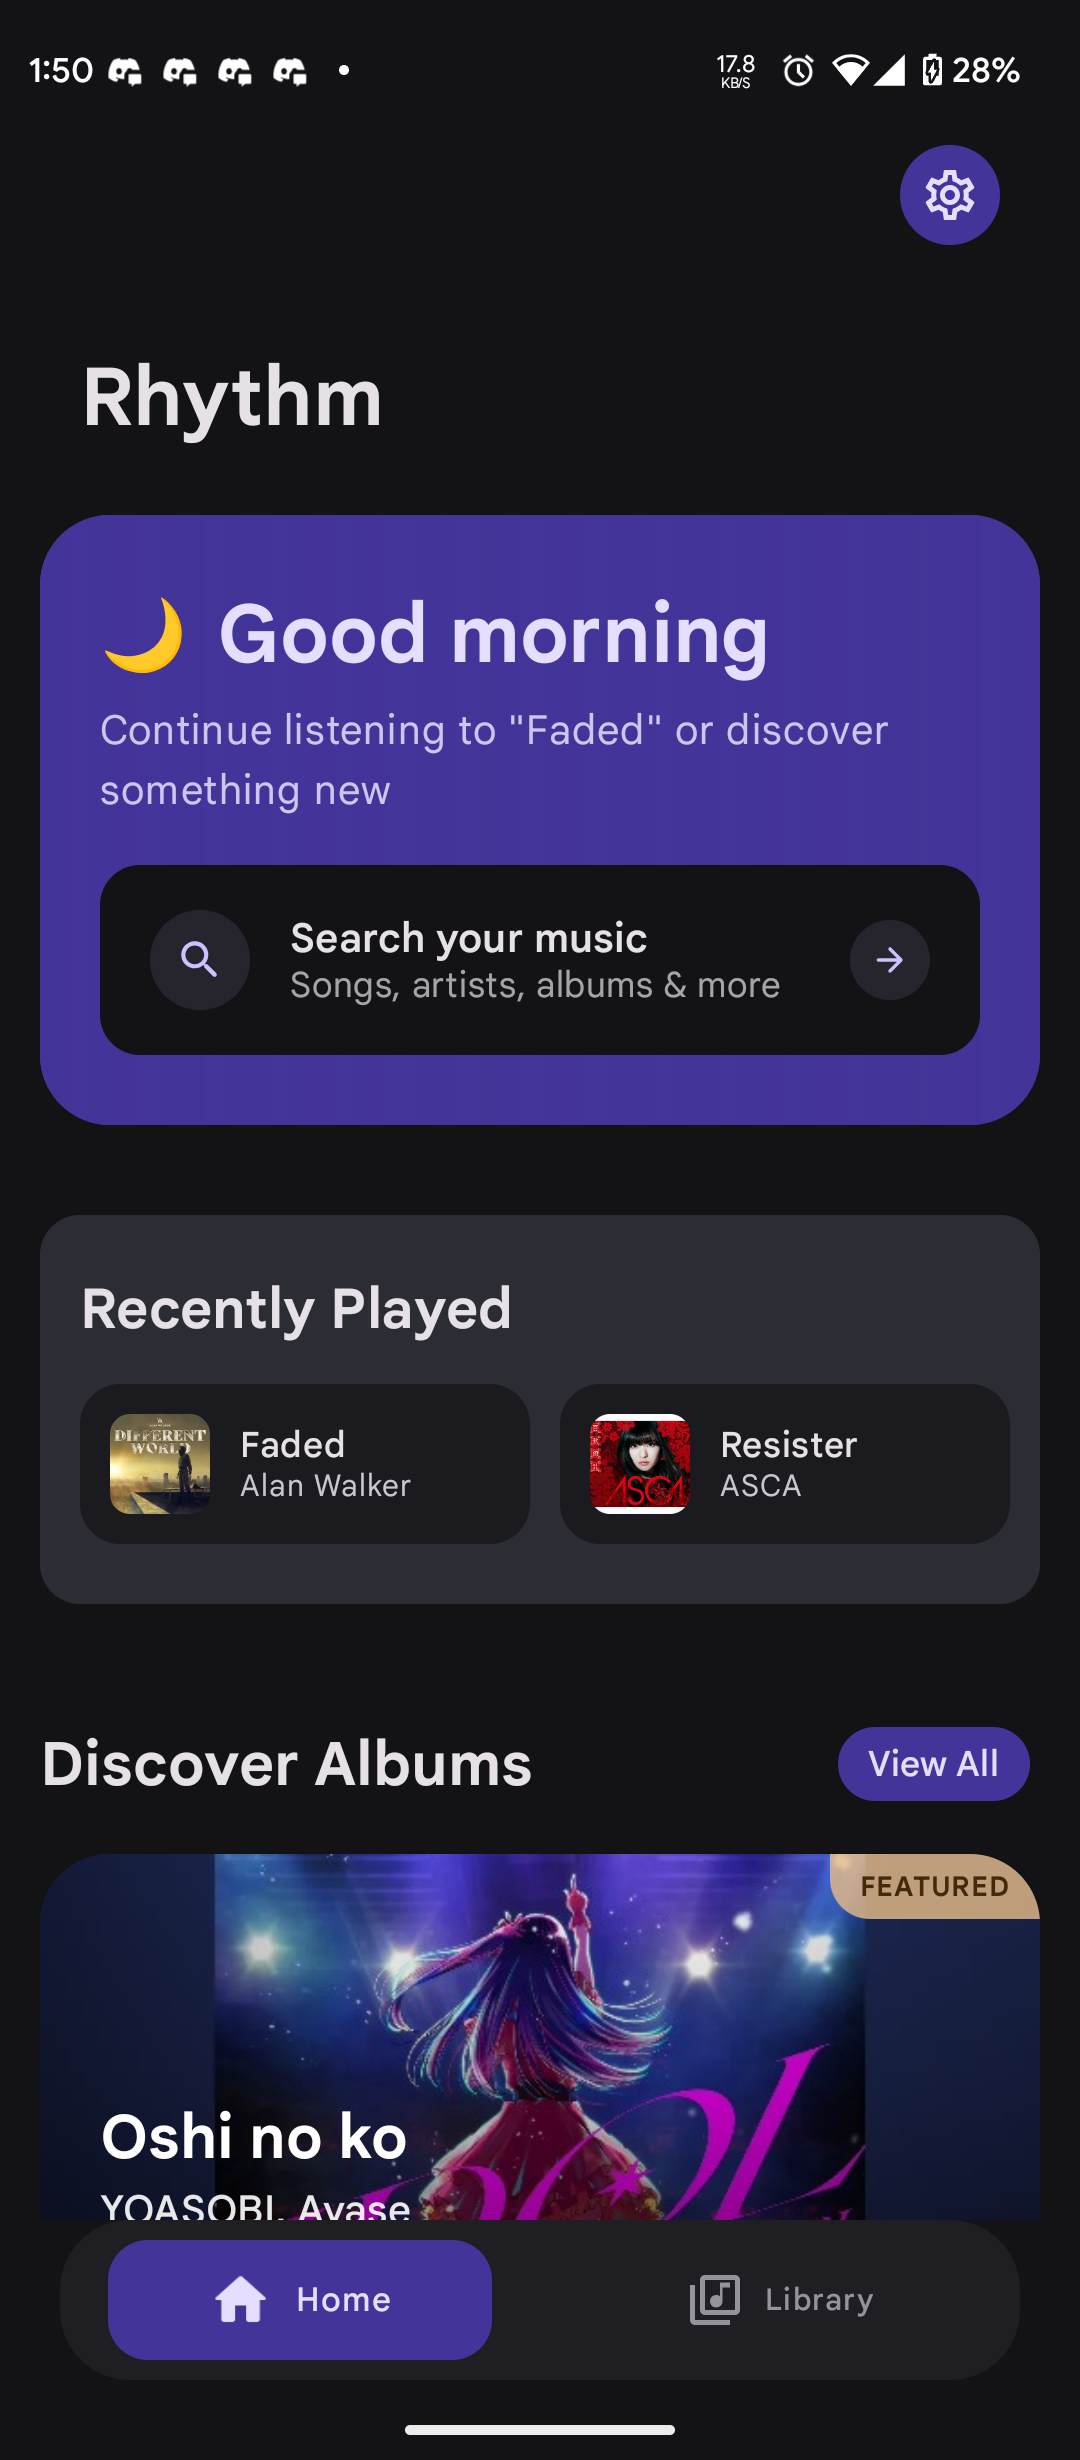 1:50
17.8
KB/S
28%
Rhythm
🌙 Good morning
Continue listening to "Faded" or discover
something new
Search your music
Songs, artists, albums & more
Recently Played
DIFFERENT
WORLD
Faded
Alan Walker
ASCA
Resister
ASCA
Discover Albums
View All
FEATURED
Oshi no ko
YOASOBI, Ayase
Home
Library